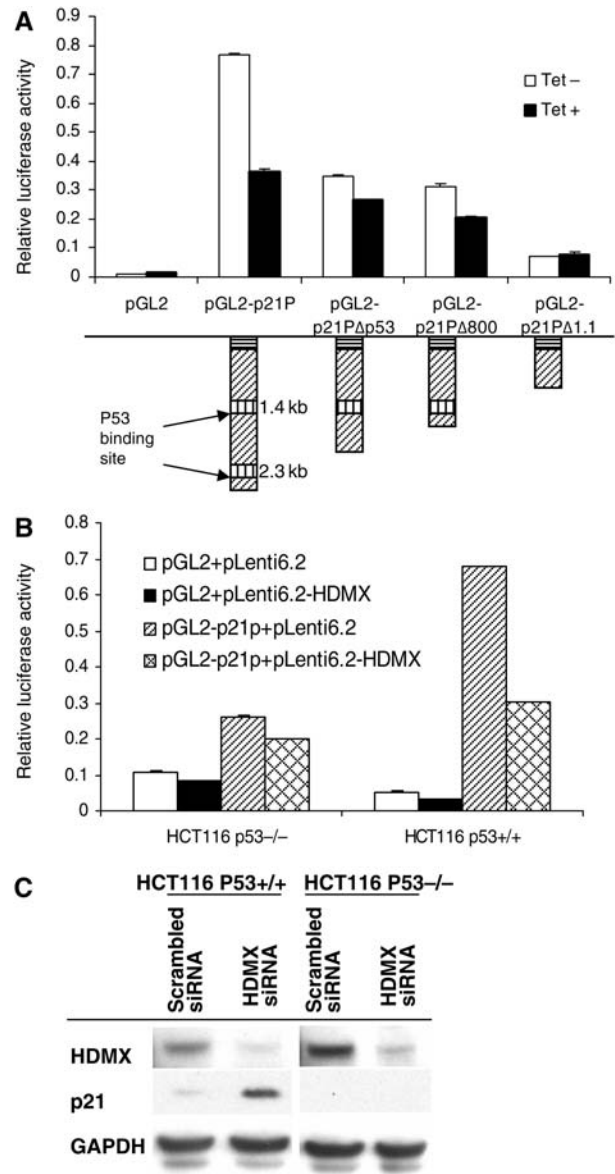 A
Relative luciferase activity
0.9
0.8
0.7
0.6
0.5
0.4
0.3
0.2
0.1
0
Tet –
Tet +
pGL2
pGL2-p21P
pGL2-
p21PΔp53
pGL2-
p21PΔ800
pGL2-
p21PΔ1.1
P53
binding
site
1.4 kb
2.3 kb
B
Relative luciferase activity
0.8
0.7
0.6
0.5
0.4
0.3
0.2
0.1
0
pGL2+pLenti6.2
pGL2+pLenti6.2-HDMX
pGL2-p21p+pLenti6.2
pGL2-p21p+pLenti6.2-HDMX
HCT116 p53–/–
HCT116 p53+/+
C
HCT116 P53+/+ HCT116 P53–/–
Scrambled
siRNA
HDMX
siRNA
Scrambled
siRNA
HDMX
siRNA
HDMX
p21
GAPDH